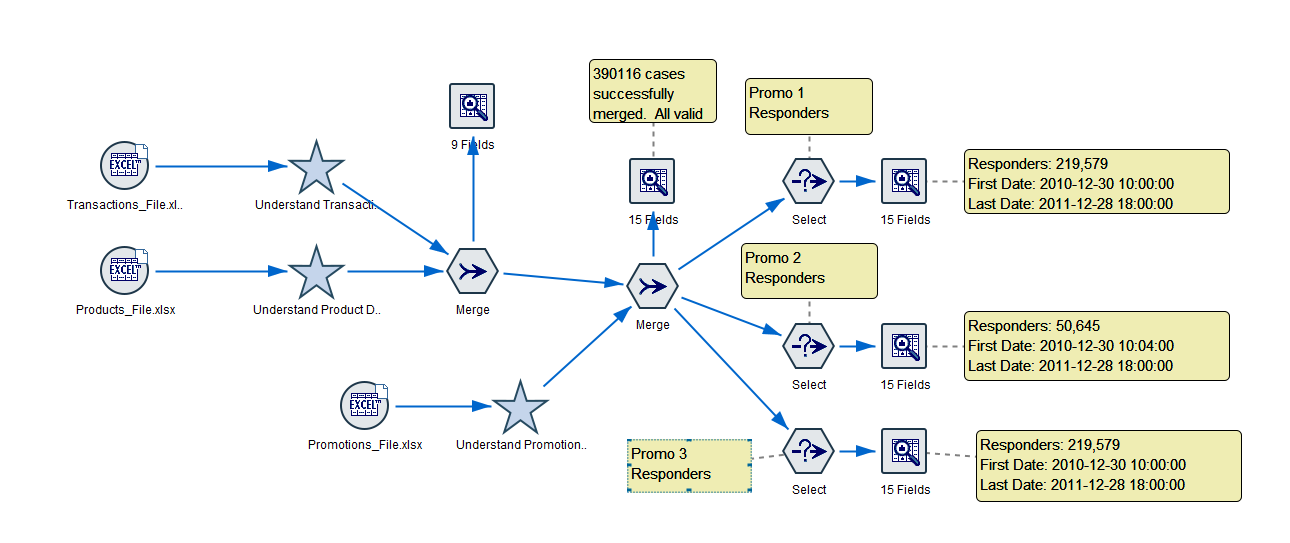 390116 cases
successfully
merged.  All valid
Promo 1
Responders
9 Fields
EXCEL™
Transactions_File.xl..
Understand Transacti..
15 Fields
Select
15 Fields
Responders: 219,579
First Date: 2010-12-30 10:00:00
Last Date: 2011-12-28 18:00:00
EXCEL™
Products_File.xlsx
Understand Product D..
Merge
Merge
Promo 2
Responders
Select
15 Fields
Responders: 50,645
First Date: 2010-12-30 10:04:00
Last Date: 2011-12-28 18:00:00
EXCEL™
Promotions_File.xlsx
Understand Promotion..
Promo 3
Responders
Select
15 Fields
Responders: 219,579
First Date: 2010-12-30 10:00:00
Last Date: 2011-12-28 18:00:00